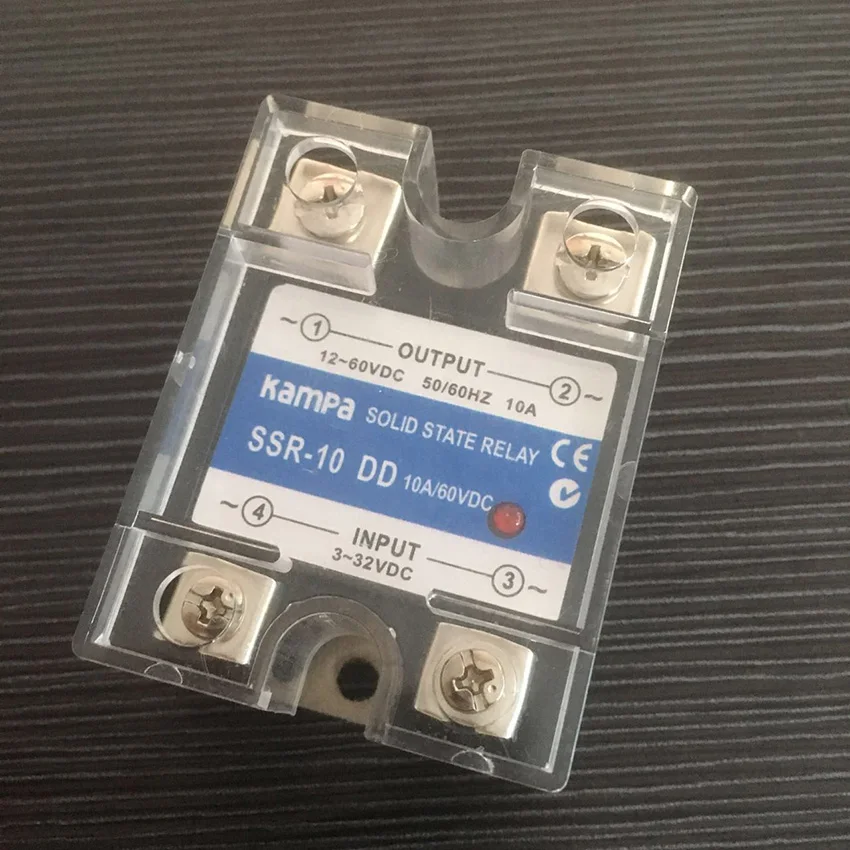 ~ 1 OUTPUT 2 ~
12~60VDC 50/60HZ 10A
Kampa SOLID STATE RELAY CE
SSR-10 DD 10A/60VDC
~ 4 INPUT 3 ~
3~32VDC